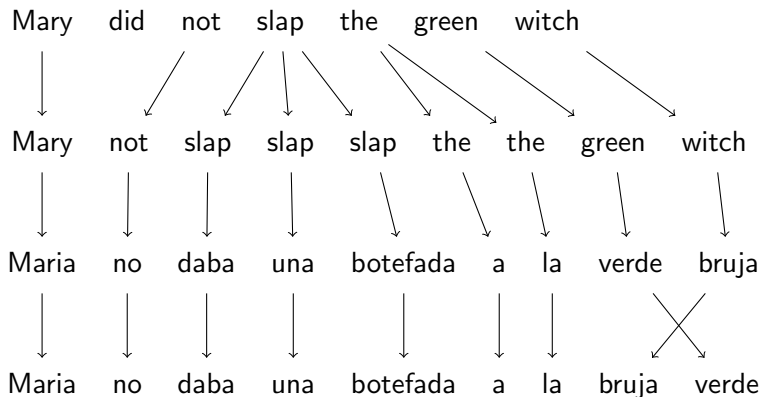 Mary did not slap the green witch
Mary not slap slap slap the the green witch
Maria no daba una botefada a la verde bruja
Maria no daba una botefada a la bruja verde